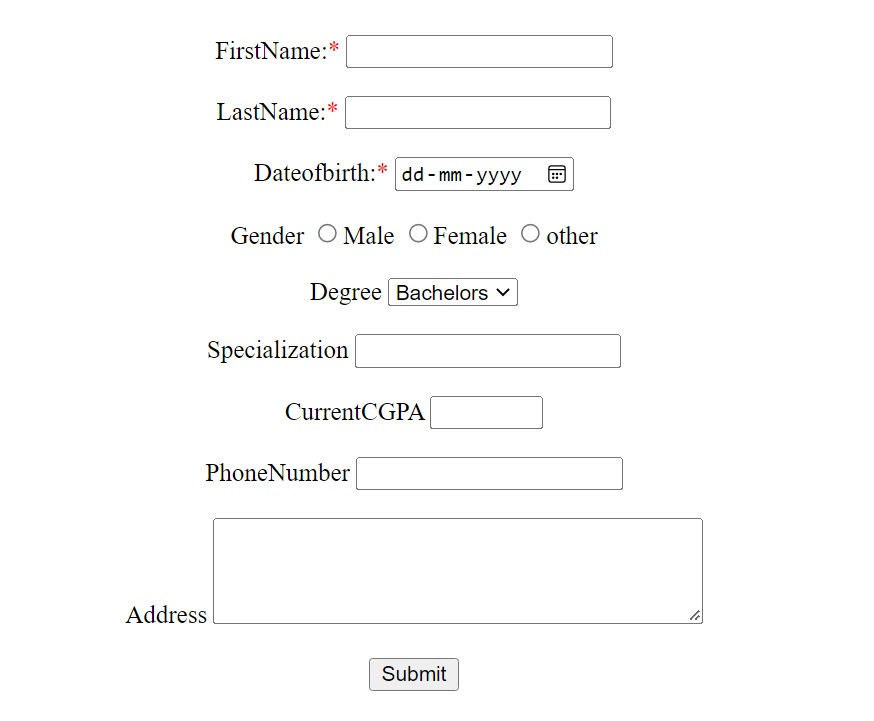 FirstName:*
LastName:*
Dateofbirth:* dd-mm-yyyy
Gender Male Female other
Degree Bachelors
Specialization
CurrentCGPA
PhoneNumber
Address
Submit